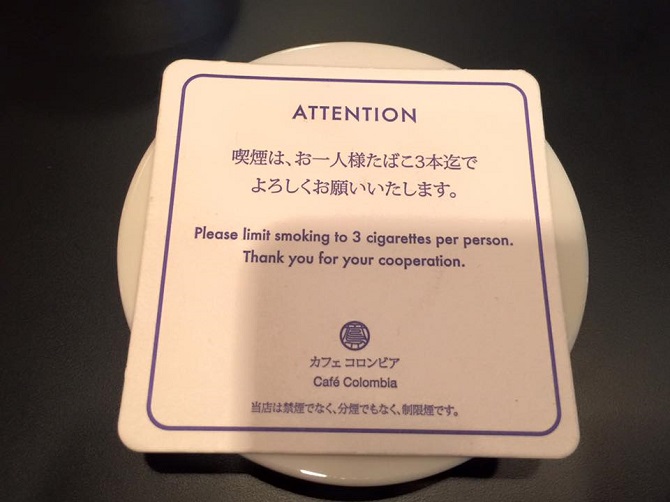 ATTENTION
喫煙は、お一人様たばこ3本迄で
よろしくお願いいたします。
Please limit smoking to 3 cigarettes per person.
Thank you for your cooperation.
カフェ コロンビア
Café Colombia
当店は禁煙でなく、分煙でもなく、制限煙です。